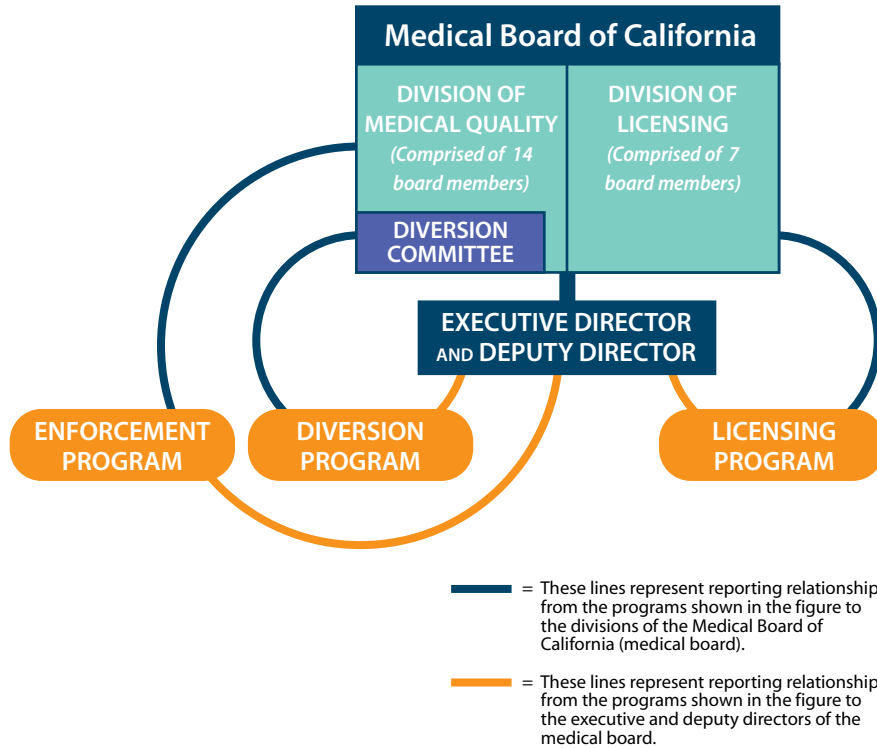 Medical Board of California
DIVISION OF
MEDICAL QUALITY
(Comprised of 14
board members)
DIVISION OF
LICENSING
(Comprised of 7
board members)
DIVERSION
COMMITTEE
EXECUTIVE DIRECTOR
AND DEPUTY DIRECTOR
ENFORCEMENT
PROGRAM
DIVERSION
PROGRAM
LICENSING
PROGRAM
= These lines represent reporting relationship
from the programs shown in the figure to
the divisions of the Medical Board of
California (medical board).
= These lines represent reporting relationship
from the programs shown in the figure to
the executive and deputy directors of the
medical board.